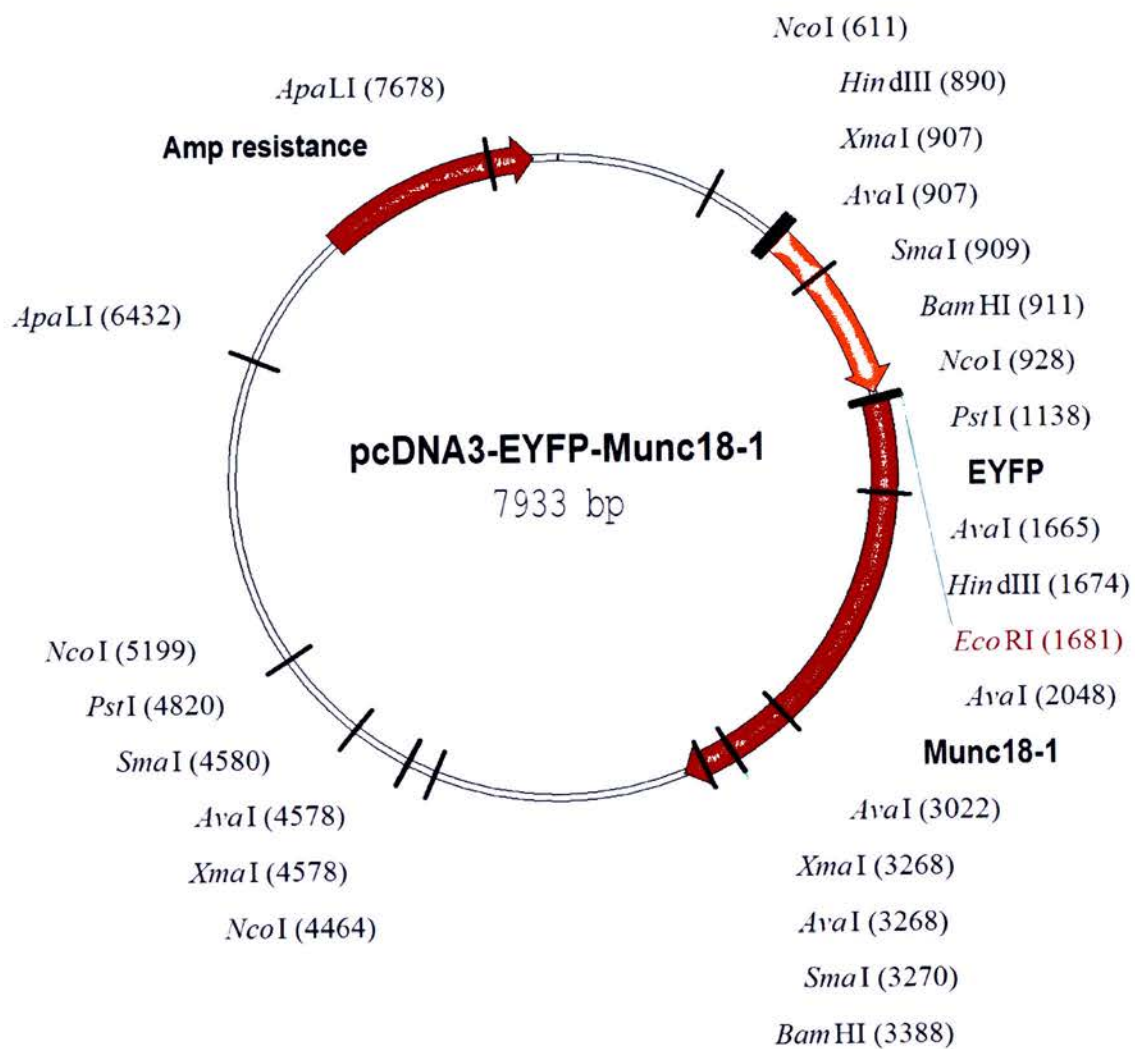 NcoI (611)
HindIII (890)
XmaI (907)
AvaI (907)
SmaI (909)
BamHI (911)
NcoI (928)
PstI (1138)
EYFP
AvaI (1665)
HindIII (1674)
EcoRI (1681)
AvaI (2048)
Munc18-1
AvaI (3022)
XmaI (3268)
AvaI (3268)
SmaI (3270)
BamHI (3388)
ApaLI (7678)
Amp resistance
ApaLI (6432)
pcDNA3-EYFP-Munc18-1
7933 bp
NcoI (5199)
PstI (4820)
SmaI (4580)
AvaI (4578)
XmaI (4578)
NcoI (4464)